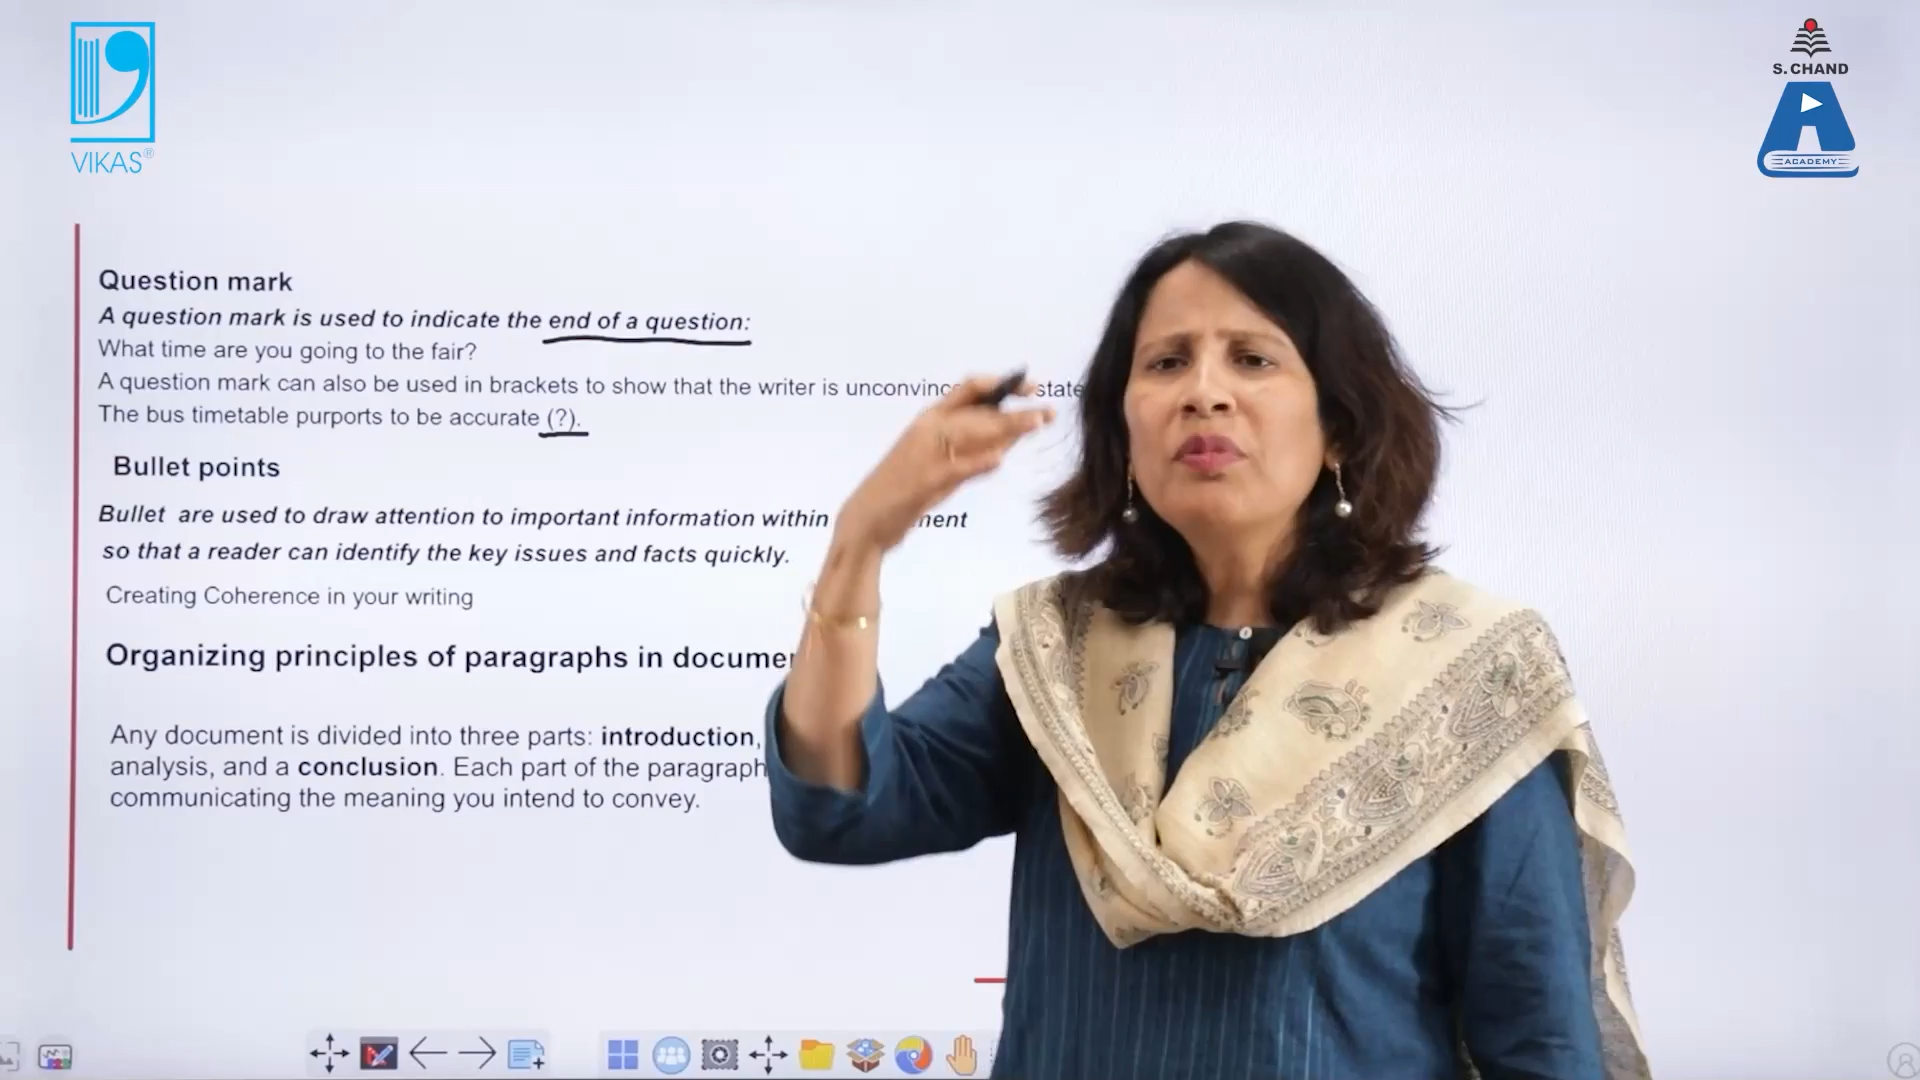 VIKAS®
S. CHAND
ACADEMY
Question mark
A question mark is used to indicate the end of a question:
What time are you going to the fair?
A question mark can also be used in brackets to show that the writer is
The bus timetable purports to be accurate (?).
Bullet points
Bullet are used to draw attention to important information within
so that a reader can identify the key issues and facts quickly.
Creating Coherence in your writing
Organizing principles of paragraphs in
Any document is divided into three parts: introduction,
analysis, and a conclusion. Each part of the paragraph
communicating the meaning you intend to convey.